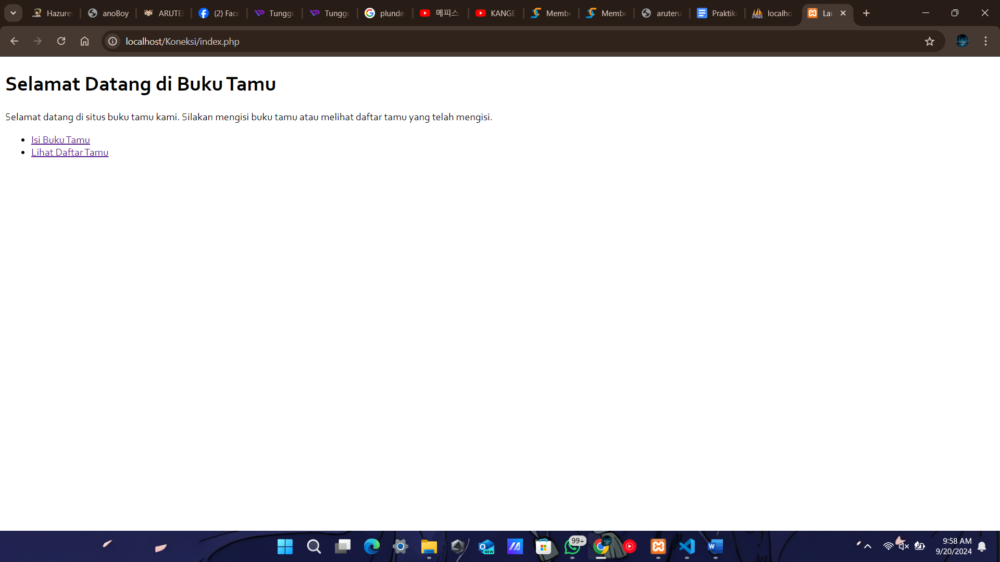 Hazure
anoBoy
ARUTE
(2) Face
Tunggu
Tunggu
plunde
메피스
KANGE
Membe
Membe
aruteru
Praktik
localho
La
localhost/Koneksi/index.php
Selamat Datang di Buku Tamu
Selamat datang di situs buku tamu kami. Silakan mengisi buku tamu atau melihat daftar tamu yang telah mengisi.
Isi Buku Tamu
Lihat Daftar Tamu
NEW
99+
9:58 AM
9/20/2024